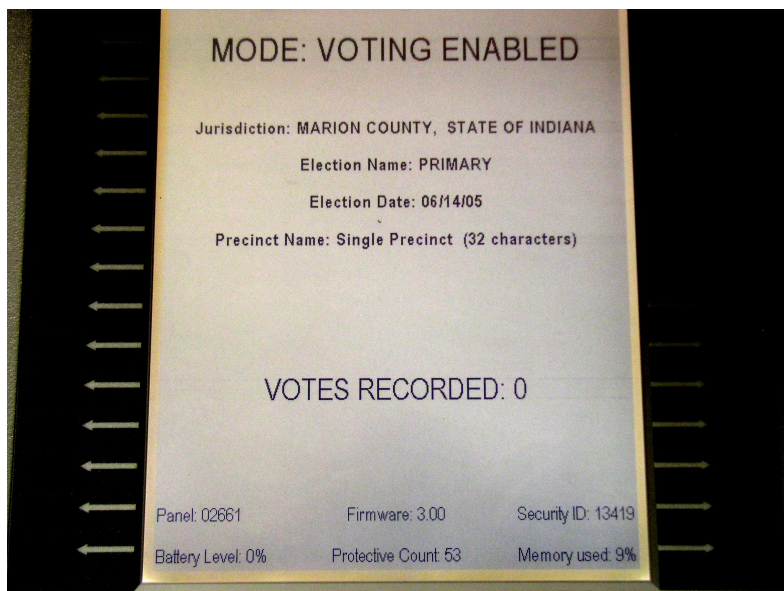 MODE: VOTING ENABLED
Jurisdiction: MARION COUNTY, STATE OF INDIANA
Election Name: PRIMARY
Election Date: 06/14/05
Precinct Name: Single Precinct (32 characters)
VOTES RECORDED: 0
Panel: 02661 Firmware: 3.00 Security ID: 13419
Battery Level: 0% Protective Count: 53 Memory used: 9%